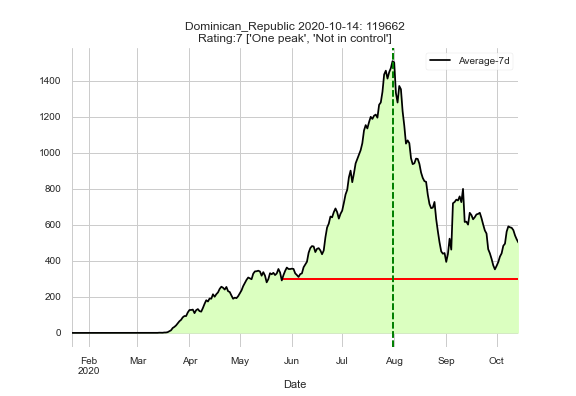 Dominican_Republic 2020-10-14: 119662
Rating:7 ['One peak', 'Not in control']
Average-7d
1400
1200
1000
800
600
400
200
0
Feb Mar Apr May Jun Jul Aug Sep Oct
2020
Date